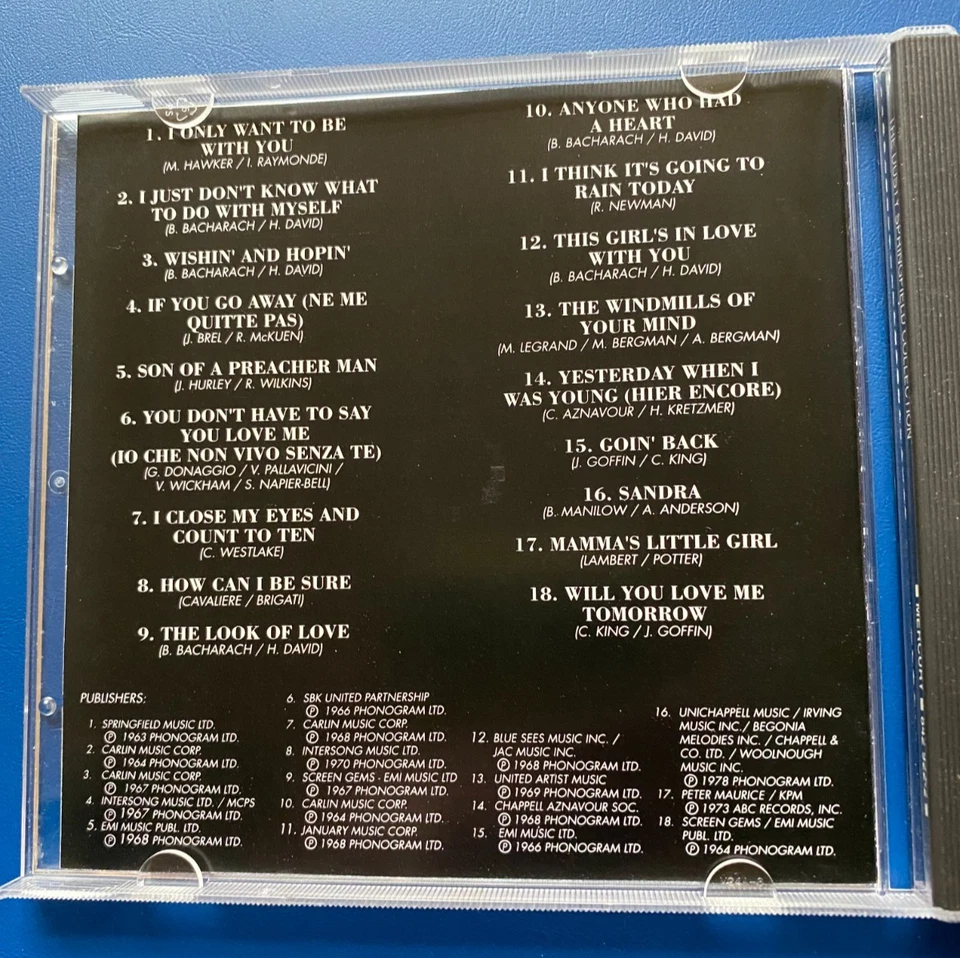 1. I ONLY WANT TO BE
WITH YOU
(M. HAWKER / I. RAYMONDE)
2. I JUST DON'T KNOW WHAT
TO DO WITH MYSELF
(B. BACHARACH / H. DAVID)
3. WISHIN' AND HOPIN'
(B. BACHARACH / H. DAVID)
4. IF YOU GO AWAY (NE ME
QUITTE PAS)
(J. BREL / R. McKUEN)
5. SON OF A PREACHER MAN
(J. HURLEY / R. WILKINS)
6. YOU DON'T HAVE TO SAY
YOU LOVE ME
(IO CHE NON VIVO SENZA TE)
(G. DONAGGIO / V. PALLAVICINI /
V. WICKHAM / S. NAPIER-BELL)
7. I CLOSE MY EYES AND
COUNT TO TEN
(C. WESTLAKE)
8. HOW CAN I BE SURE
(CAVALIERE / BRIGATI)
9. THE LOOK OF LOVE
(B. BACHARACH / H. DAVID)
10. ANYONE WHO HAD
A HEART
(B. BACHARACH / H. DAVID)
11. I THINK IT'S GOING TO
RAIN TODAY
(R. NEWMAN)
12. THIS GIRL'S IN LOVE
WITH YOU
(B. BACHARACH / H. DAVID)
13. THE WINDMILLS OF
YOUR MIND
(M. LEGRAND / M. BERGMAN / A. BERGMAN)
14. YESTERDAY WHEN I
WAS YOUNG (HIER ENCORE)
(C. AZNAVOUR / H. KRETZMER)
15. GOIN' BACK
(J. GOFFIN / C. KING)
16. SANDRA
(B. MANILOW / A. ANDERSON)
17. MAMMA'S LITTLE GIRL
(LAMBERT / POTTER)
18. WILL YOU LOVE ME
TOMORROW
(C. KING / J. GOFFIN)
PUBLISHERS:
1. SPRINGFIELD MUSIC LTD.
℗ 1963 PHONOGRAM LTD.
2. CARLIN MUSIC CORP.
℗ 1964 PHONOGRAM LTD.
3. CARLIN MUSIC CORP.
℗ 1967 PHONOGRAM LTD.
4. INTERSONG MUSIC LTD. / MCPS
℗ 1967 PHONOGRAM LTD.
5. EMI MUSIC PUBL. LTD.
℗ 1968 PHONOGRAM LTD.
6. SBK UNITED PARTNERSHIP
℗ 1966 PHONOGRAM LTD.
7. CARLIN MUSIC CORP.
℗ 1968 PHONOGRAM LTD.
8. INTERSONG MUSIC LTD.
℗ 1970 PHONOGRAM LTD.
9. SCREEN GEMS - EMI MUSIC LTD
℗ 1967 PHONOGRAM LTD.
10. CARLIN MUSIC CORP.
℗ 1964 PHONOGRAM LTD.
11. JANUARY MUSIC CORP.
℗ 1968 PHONOGRAM LTD.
12. BLUE SEES MUSIC INC. /
JAC MUSIC INC.
℗ 1968 PHONOGRAM LTD.
13. UNITED ARTIST MUSIC
℗ 1969 PHONOGRAM LTD.
14. CHAPPELL AZNAVOUR SOC.
℗ 1968 PHONOGRAM LTD.
15. EMI MUSIC LTD.
℗ 1966 PHONOGRAM LTD.
16. UNICHAPPELL MUSIC / IRVING
MUSIC INC./ BEGONIA
MELODIES INC. / CHAPPELL &
CO. LTD. / WOOLNOUGH
MUSIC INC.
℗ 1978 PHONOGRAM LTD.
17. PETER MAURICE / KPM
℗ 1973 ABC RECORDS, INC.
18. SCREEN GEMS / EMI MUSIC
PUBL. LTD.
℗ 1964 PHONOGRAM LTD.
SPRINGFIELD COLLECTION
MERCURY